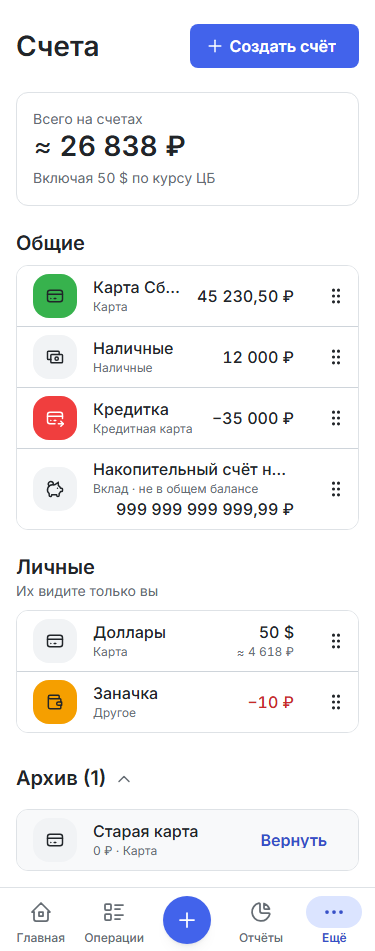 Счета
Создать счёт
Всего на счетах
≈ 26 838 ₽
Включая 50 $ по курсу ЦБ
Общие
Карта Сб... 45 230,50 ₽
Карта
Наличные 12 000 ₽
Наличные
Кредитка −35 000 ₽
Кредитная карта
Накопительный счёт н...
Вклад · не в общем балансе
999 999 999 999,99 ₽
Личные
Их видите только вы
Доллары 50 $
Карта ≈ 4 618 ₽
Заначка −10 ₽
Другое
Архив (1)
Старая карта
0 ₽ · Карта
Вернуть
Главная Операции Отчёты Ещё